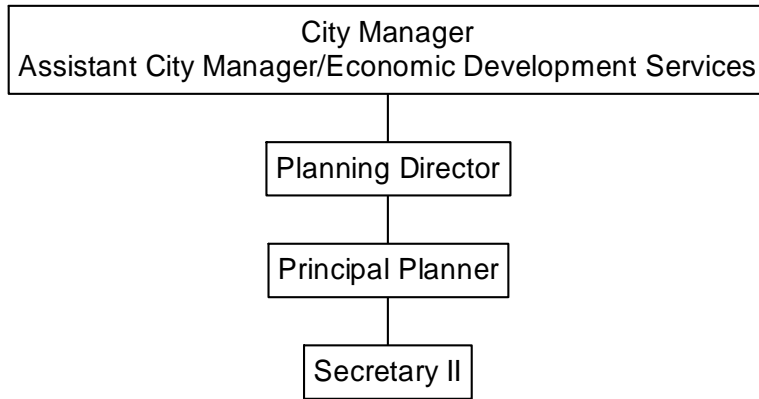 City Manager
Assistant City Manager/Economic Development Services
Planning Director
Principal Planner
Secretary II